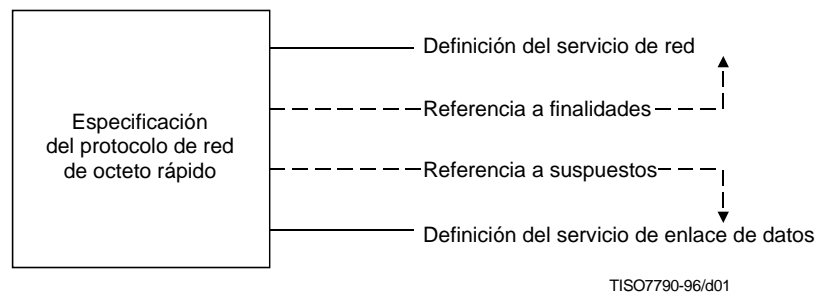 Definición del servicio de red
Referencia a finalidades
Especificación
del protocolo de red
de octeto rápido
Referencia a suspuestos
Definición del servicio de enlace de datos
TISO7790-96/d01